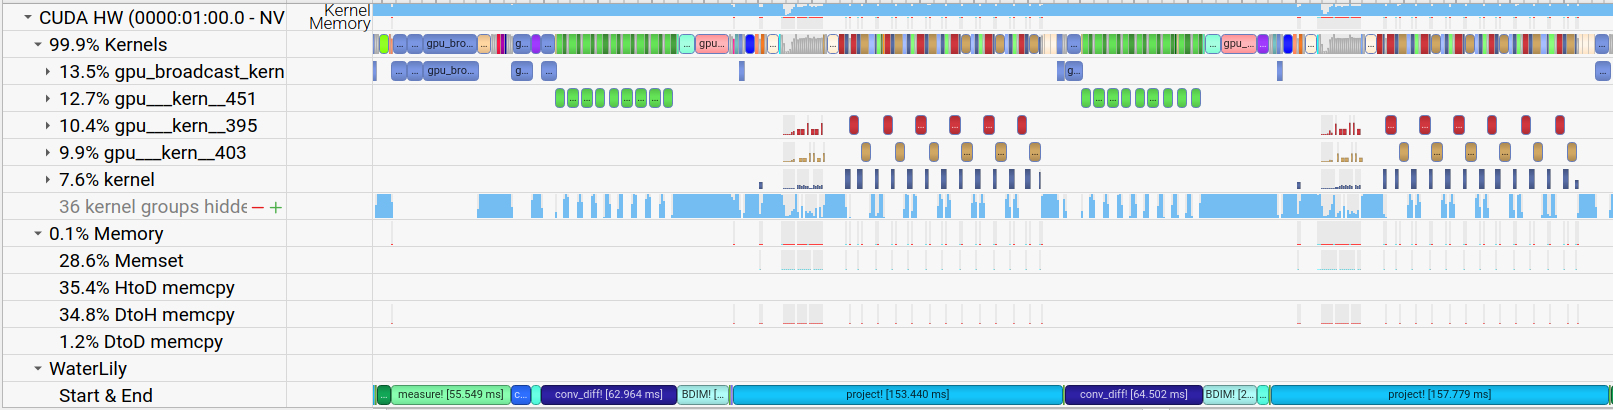 CUDA HW (0000:01:00.0 - NV
Kernel
Memory
99.9% Kernels
... ... gpu_bro... ... g... ... ... gpu... ... ... ... gpu_... ... ... ...
13.5% gpu_broadcast_kern
... ... gpu_bro... g... ... g... ...
12.7% gpu___kern__451
10.4% gpu___kern__395
9.9% gpu___kern__403
7.6% kernel
36 kernel groups hidde − +
0.1% Memory
28.6% Memset
35.4% HtoD memcpy
34.8% DtoH memcpy
1.2% DtoD memcpy
WaterLily
Start & End
... measure! [55.549 ms] c... conv_diff! [62.964 ms] BDIM! [... project! [153.440 ms] conv_diff! [64.502 ms] BDIM! [2... ... project! [157.779 ms]